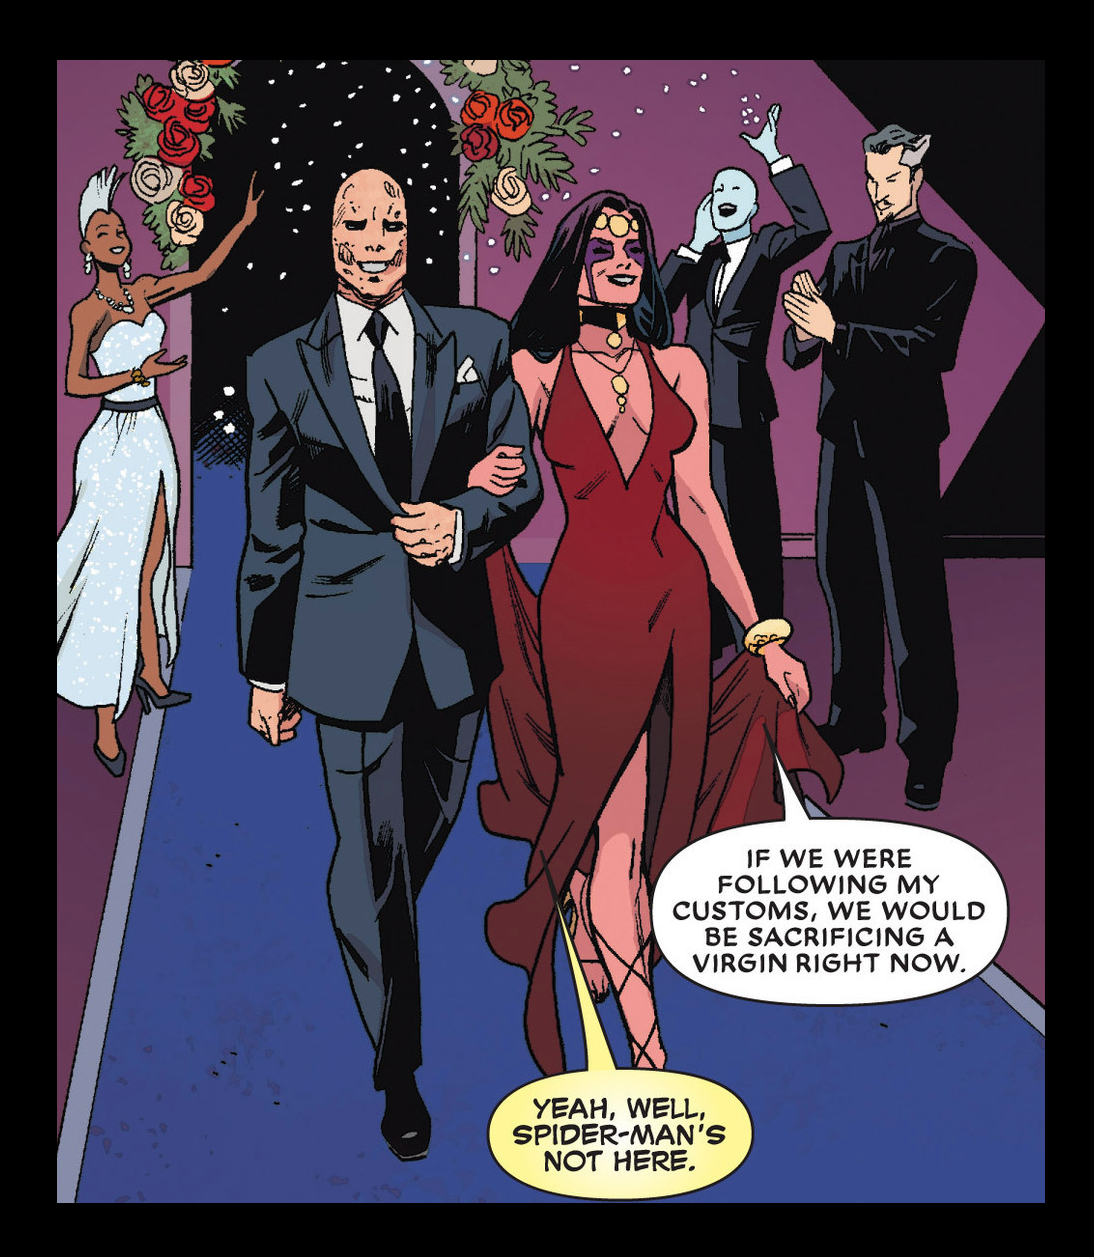 IF WE WERE
FOLLOWING MY
CUSTOMS, WE WOULD
BE SACRIFICING A
VIRGIN RIGHT NOW.
YEAH, WELL,
SPIDER-MAN'S
NOT HERE.